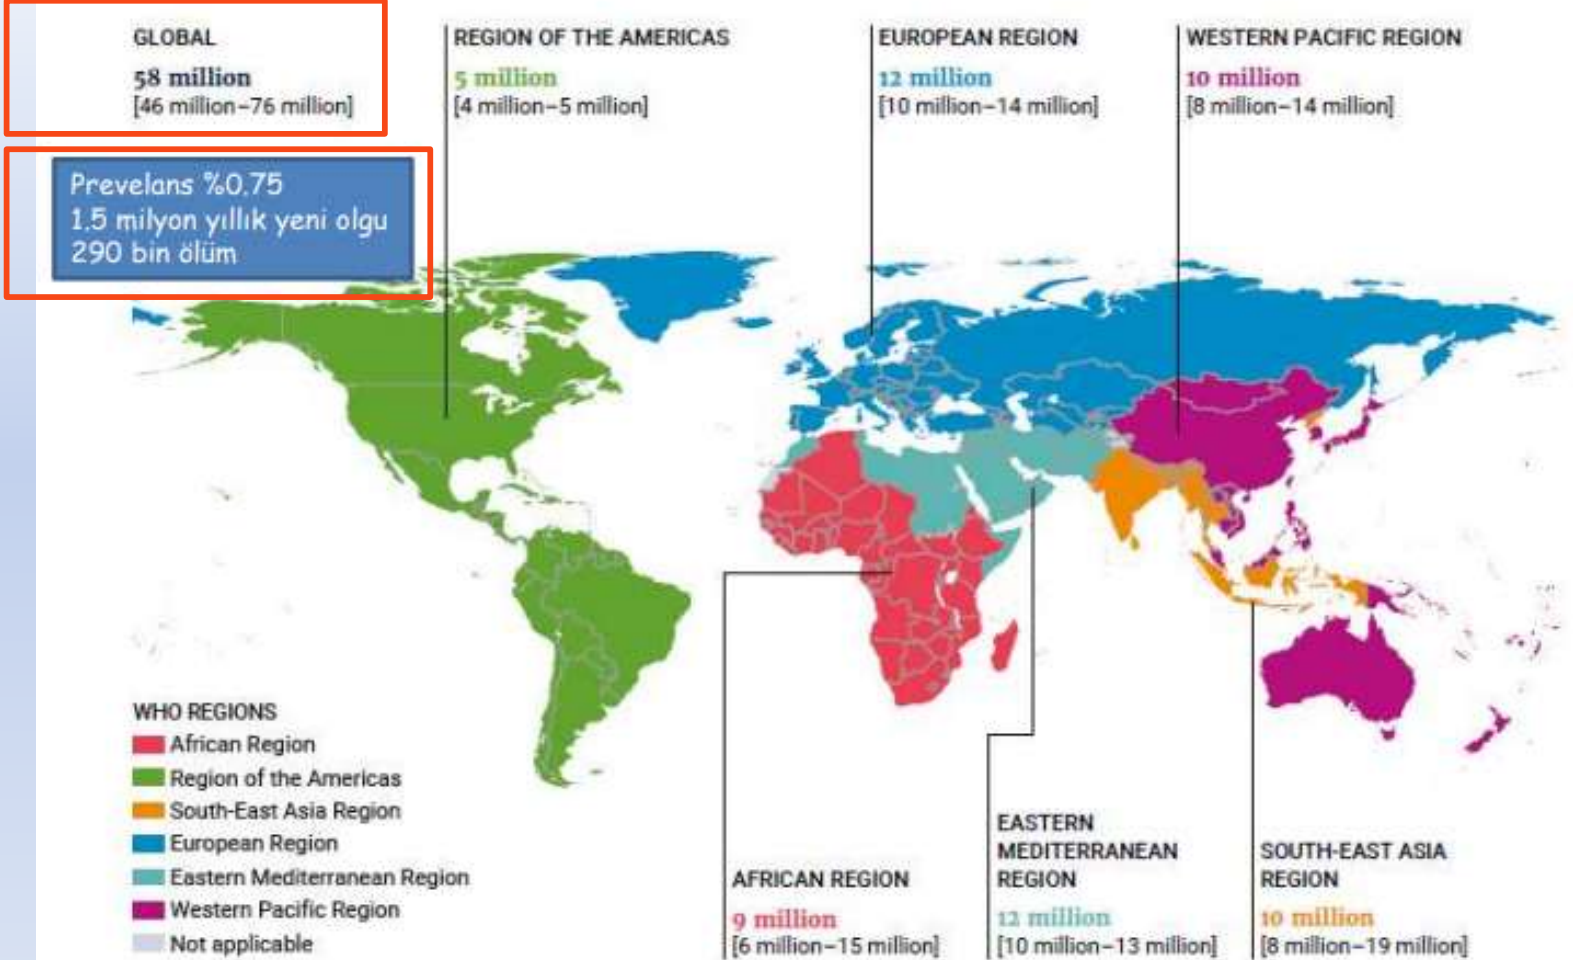 GLOBAL
58 million
[46 million–76 million]
REGION OF THE AMERICAS
5 million
[4 million–5 million]
EUROPEAN REGION
12 million
[10 million–14 million]
WESTERN PACIFIC REGION
10 million
[8 million–14 million]
Prevelans %0.75
1.5 milyon yıllık yeni olgu
290 bin ölüm
WHO REGIONS
African Region
Region of the Americas
South-East Asia Region
European Region
Eastern Mediterranean Region
Western Pacific Region
Not applicable
AFRICAN REGION
9 million
[6 million–15 million]
EASTERN
MEDITERRANEAN
REGION
12 million
[10 million–13 million]
SOUTH-EAST ASIA
REGION
10 million
[8 million–19 million]